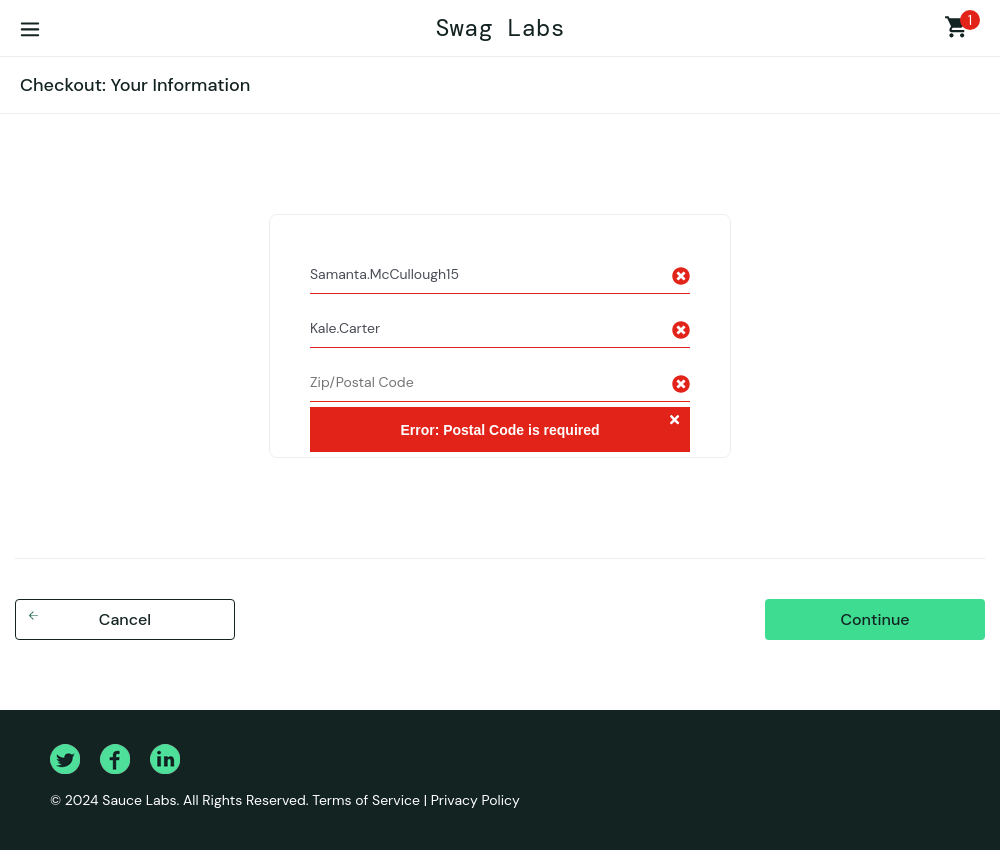 Swag Labs
1
Checkout: Your Information
Samanta.McCullough15
Kale.Carter
Zip/Postal Code
Error: Postal Code is required
Cancel
Continue
© 2024 Sauce Labs. All Rights Reserved. Terms of Service | Privacy Policy